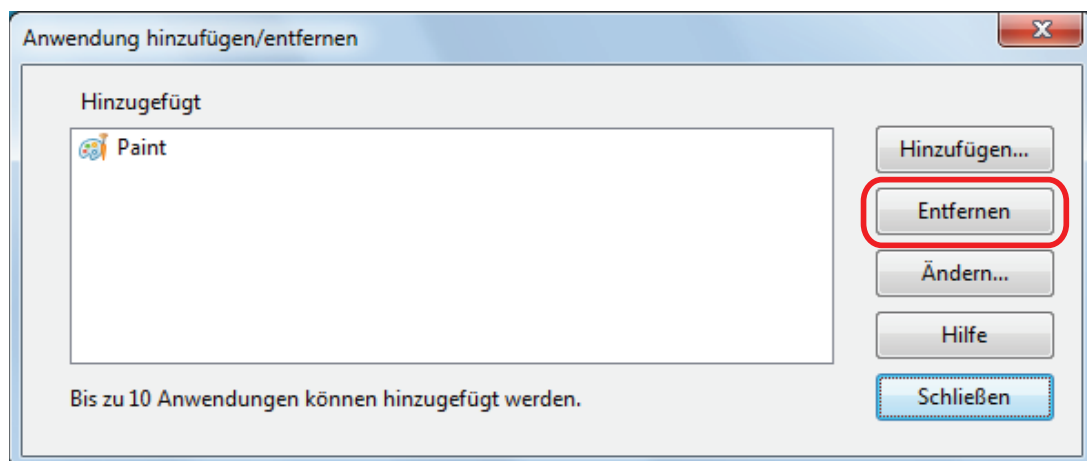 Anwendung hinzufügen/entfernen
Hinzugefügt
Paint
Hinzufügen...
Entfernen
Ändern...
Hilfe
Bis zu 10 Anwendungen können hinzugefügt werden.
Schließen